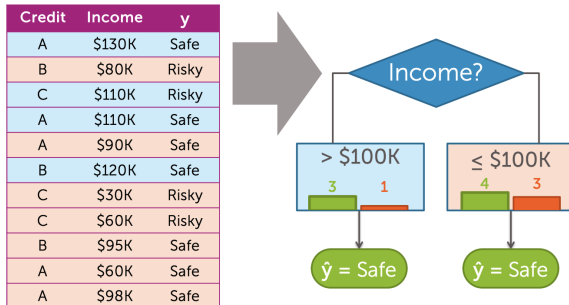 Credit Income y
A $130K Safe
B $80K Risky
C $110K Risky
A $110K Safe
A $90K Safe
B $120K Safe
C $30K Risky
C $60K Risky
B $95K Safe
A $60K Safe
A $98K Safe
Income?
> $100K
3 1
ŷ = Safe
≤ $100K
4 3
ŷ = Safe